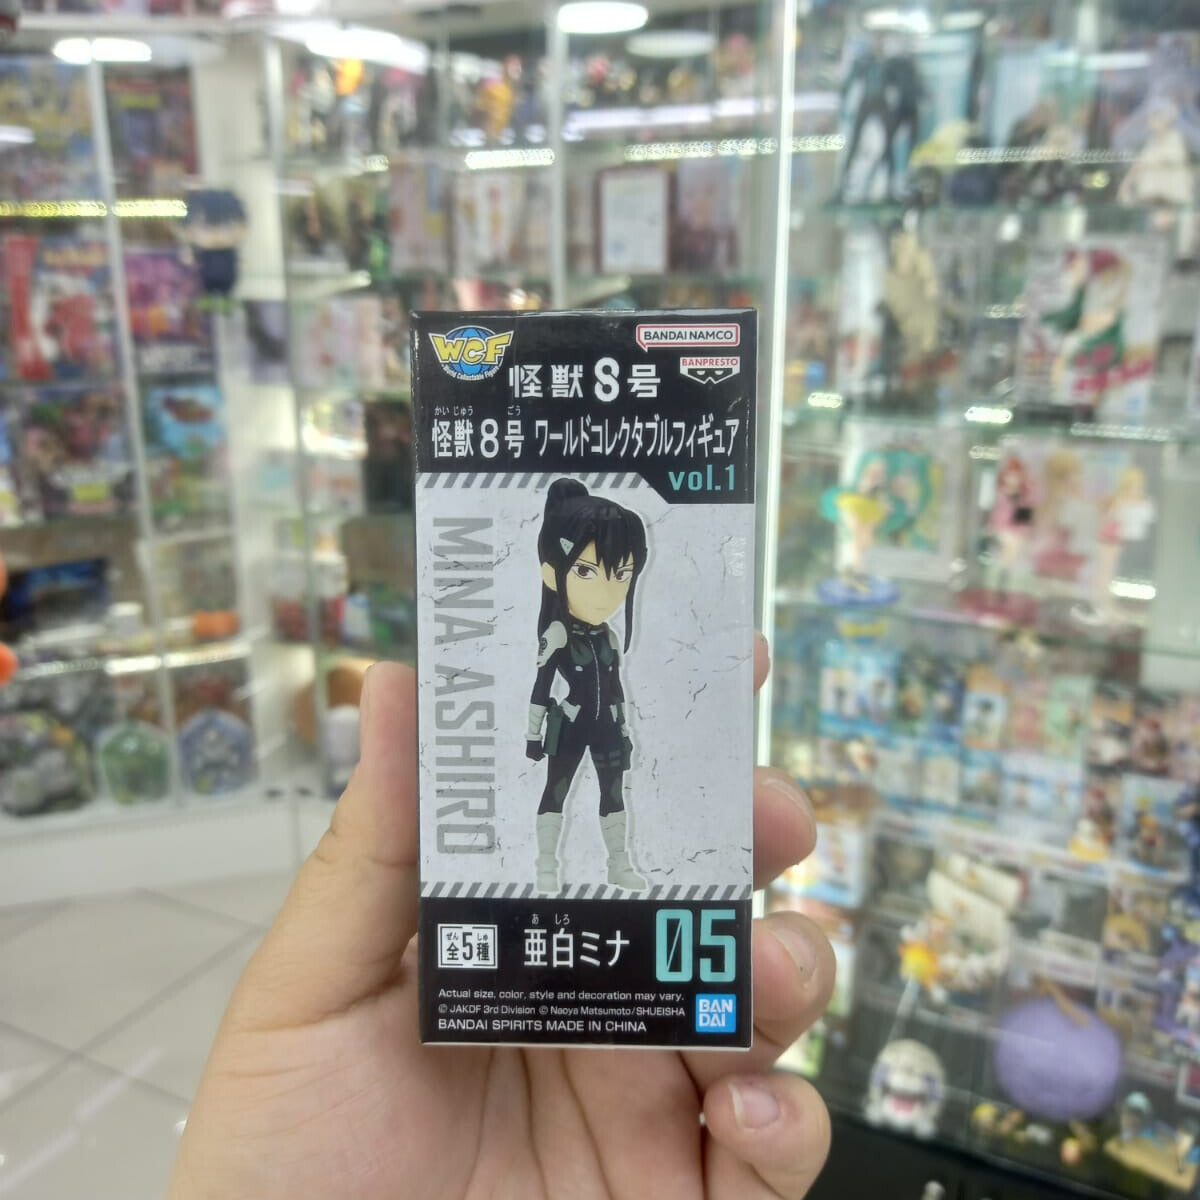 WCF
World Collectable Figure
BANDAI NAMCO
BANPRESTO
怪獣8号
かいじゅう ごう
怪獣8号 ワールドコレクタブルフィギュア
vol.1
MINA ASHIRO
ぜん しゅ
全5種
あ しろ
亜白ミナ
05
Actual size, color, style and decoration may vary.
© JAKDF 3rd Division © Naoya Matsumoto/SHUEISHA
BANDAI SPIRITS MADE IN CHINA
BAN
DAI